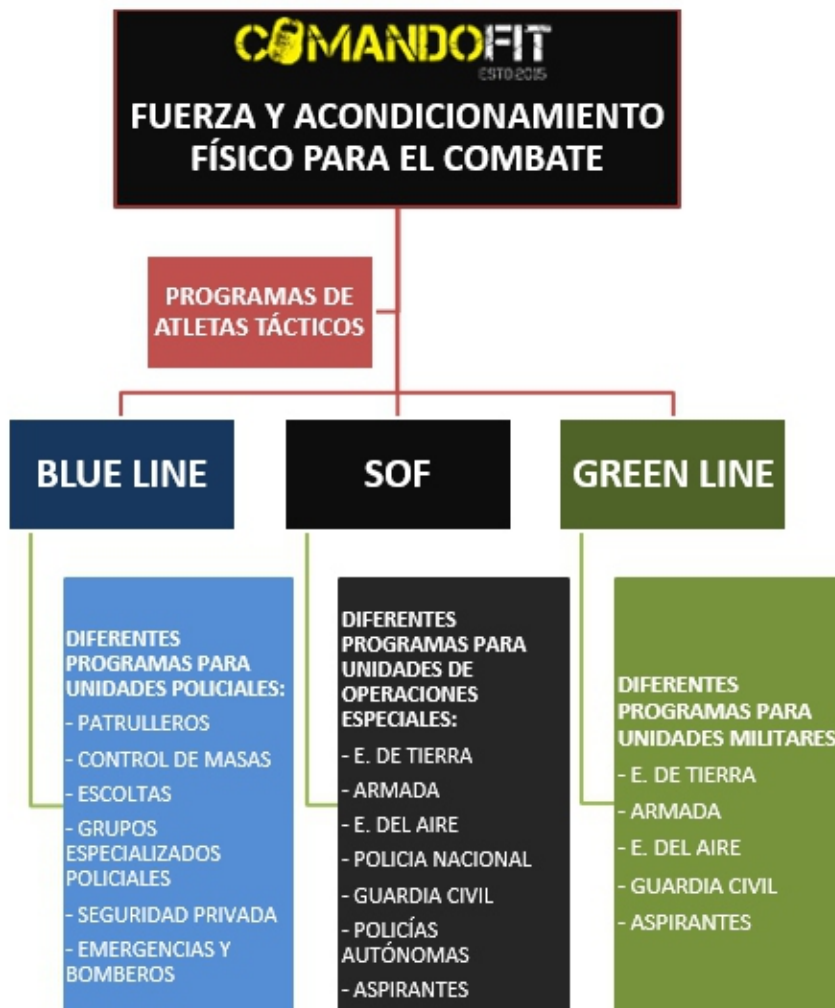 COMANDOFIT
ESTD 2015
FUERZA Y ACONDICIONAMIENTO
FÍSICO PARA EL COMBATE
PROGRAMAS DE
ATLETAS TÁCTICOS
BLUE LINE
SOF
GREEN LINE
DIFERENTES
PROGRAMAS PARA
UNIDADES POLICIALES:
- PATRULLEROS
- CONTROL DE MASAS
- ESCOLTAS
- GRUPOS
ESPECIALIZADOS
POLICIALES
- SEGURIDAD PRIVADA
- EMERGENCIAS Y
BOMBEROS
DIFERENTES
PROGRAMAS PARA
UNIDADES DE
OPERACIONES
ESPECIALES:
- E. DE TIERRA
- ARMADA
- E. DEL AIRE
- POLICIA NACIONAL
- GUARDIA CIVIL
- POLICÍAS
AUTÓNOMAS
- ASPIRANTES
DIFERENTES
PROGRAMAS PARA
UNIDADES MILITARES
- E. DE TIERRA
- ARMADA
- E. DEL AIRE
- GUARDIA CIVIL
- ASPIRANTES